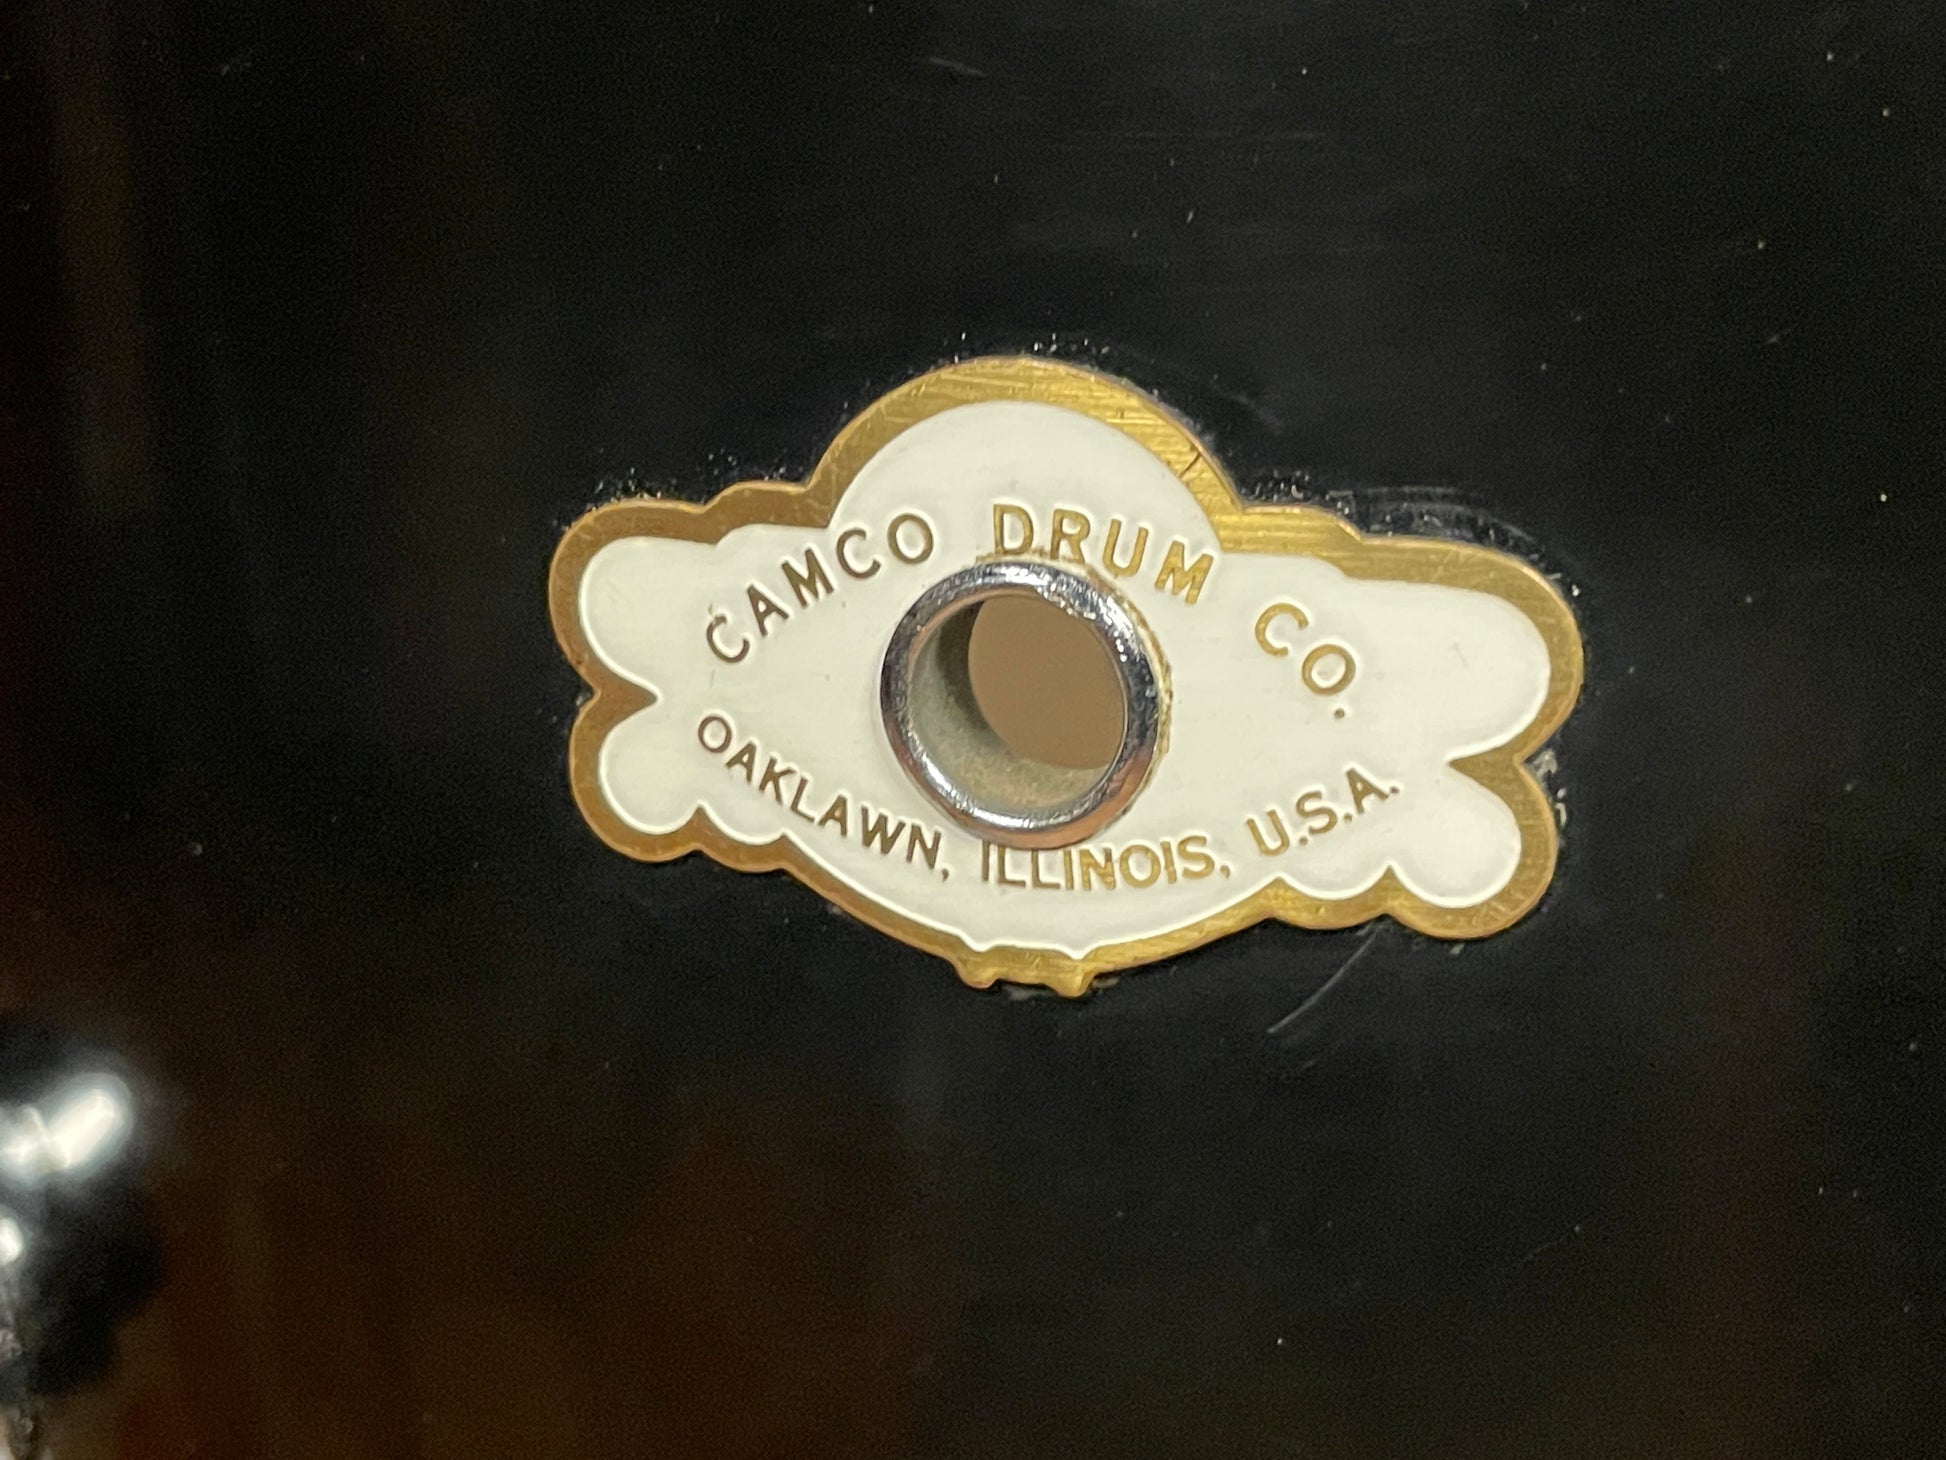 CAMCO DRUM CO.
OAKLAWN, ILLINOIS, U.S.A.